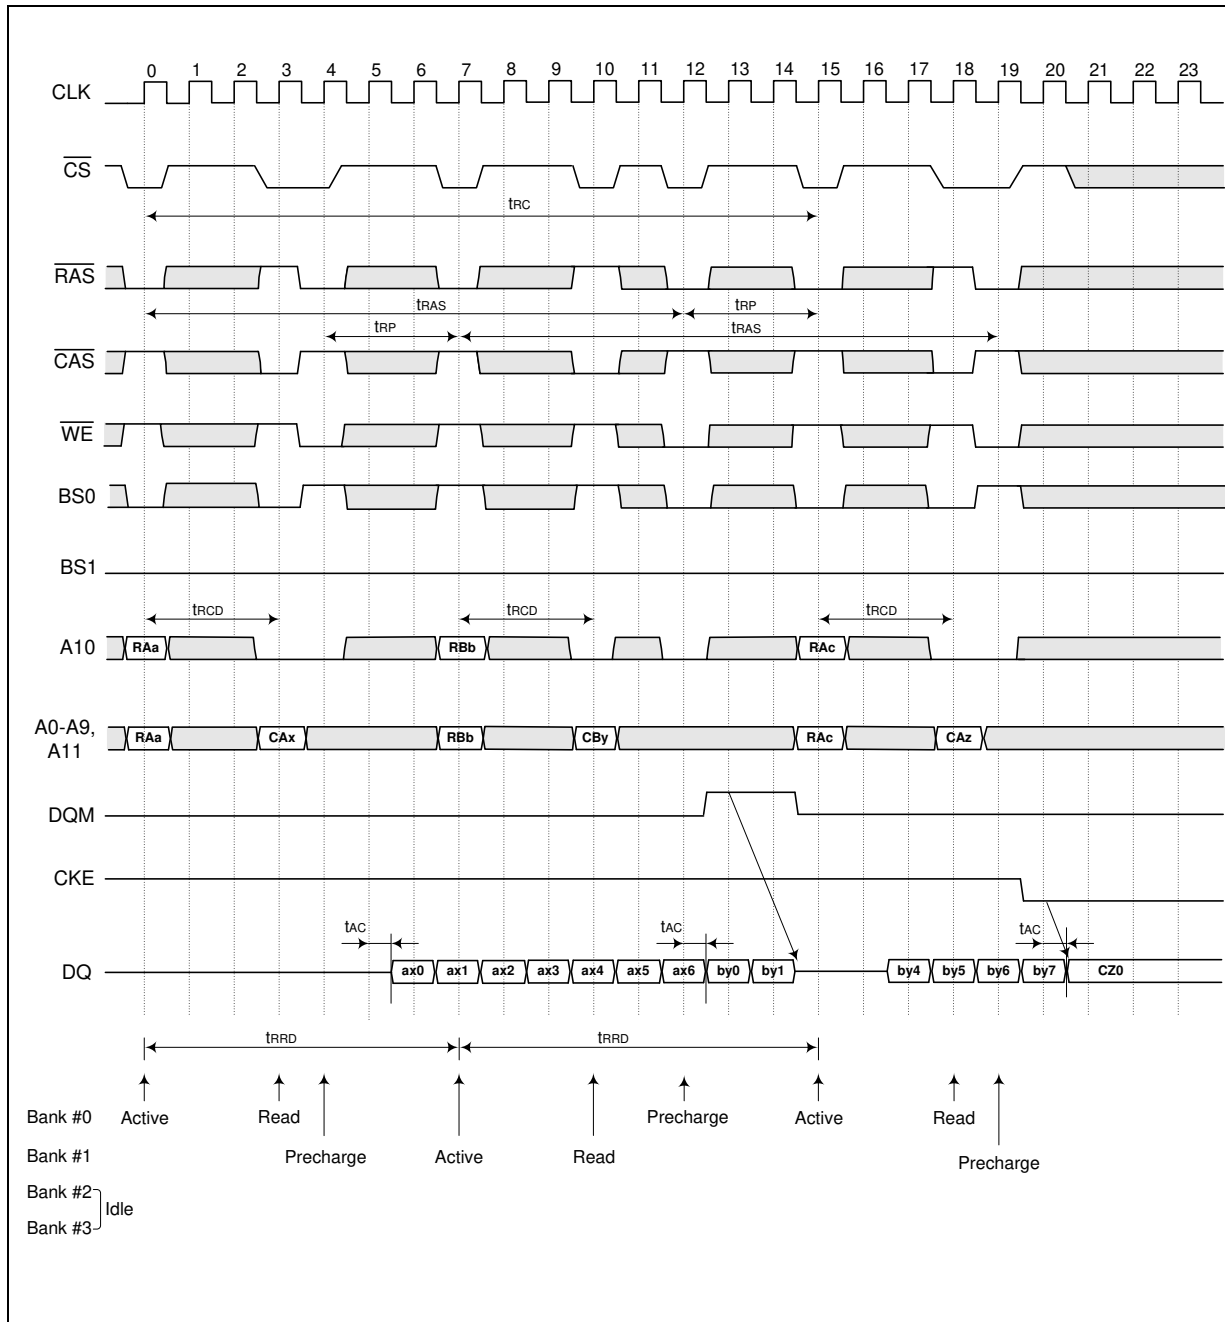 0 1 2 3 4 5 6 7 8 9 10 11 12 13 14 15 16 17 18 19 20 21 22 23
CLK
CS
tRC
RAS
tRAS tRP
tRP tRAS
CAS
WE
BS0
BS1
tRCD tRCD tRCD
A10 RAa RBb RAc
A0-A9,
A11
RAa CAx RBb CBy RAc CAz
DQM
CKE
tAC tAC tAC
DQ ax0 ax1 ax2 ax3 ax4 ax5 ax6 by0 by1 by4 by5 by6 by7 CZ0
tRRD tRRD
Bank #0 Active Read Precharge Active Read
Bank #1 Precharge Active Read Precharge
Bank #2
Idle
Bank #3